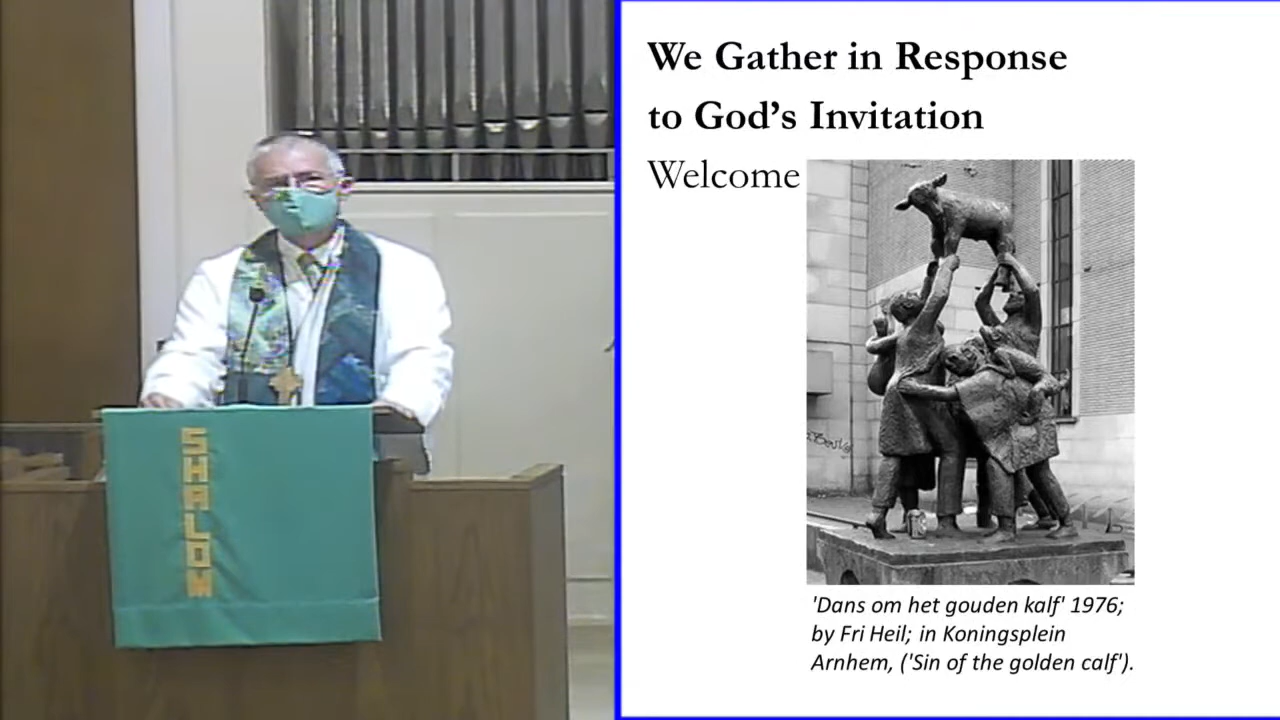 SHALOM
We Gather in Response
to God's Invitation
Welcome
'Dans om het gouden kalf' 1976;
by Fri Heil; in Koningsplein
Arnhem, ('Sin of the golden calf').